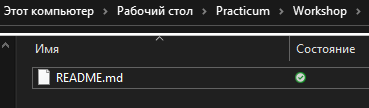 Этот компьютер > Рабочий стол > Practicum > Workshop >
Имя Состояние
README.md